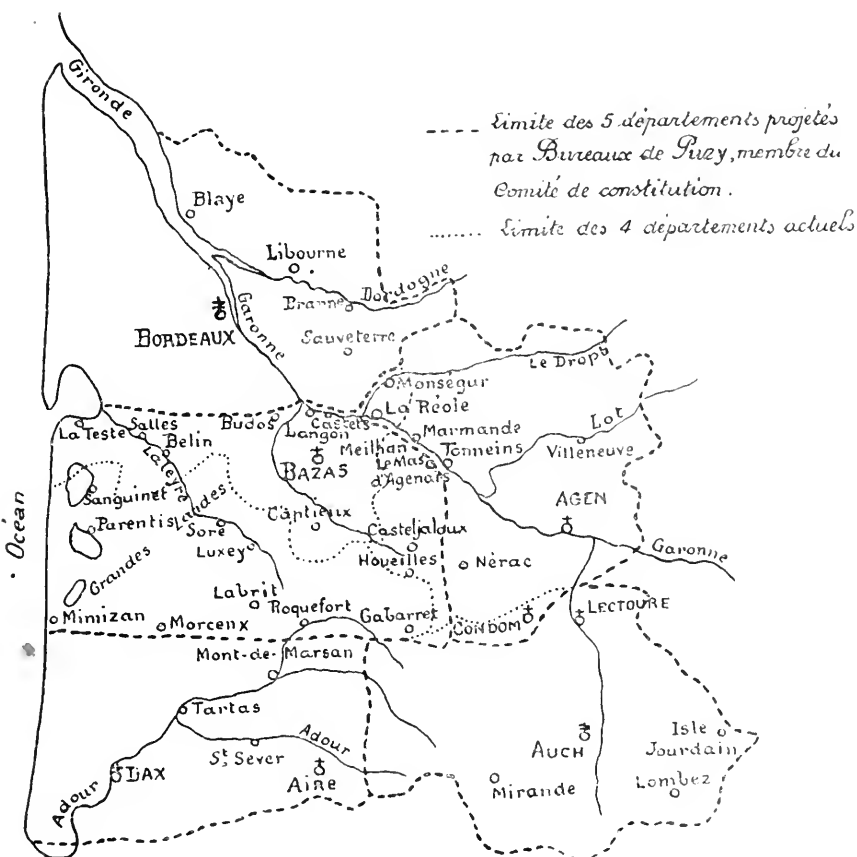 Gironde
Limite des 5 départements projetés
par Bureaux de Puzy, membre du
Comité de constitution.
Limite des 4 départements actuels
Blaye
Libourne
Dordogne
Branne
Garonne
BORDEAUX
Sauveterre
Le Dropt
Monségur
La Réole
Castets
Langon
Budos
Salles
La Teste
Belin
Lot
Marmande
Meilhan
Tonneins
Villeneuve
Le Mas
d'Agenais
BAZAS
Laleyre
Sanguinet
Océan
Parentis
Grandes
Landes
Captieux
Sore
Luxey
Casteljaloux
Houeilles
AGEN
Garonne
Nérac
Labrit
Roquefort
Gabarret
CONDOM
LECTOURE
Mimizan
Morcenx
Mont-de-Marsan
Tartas
Adour
St Sever
Aire
DAX
Adour
AUCH
Isle
Jourdain
Mirande
Lombez